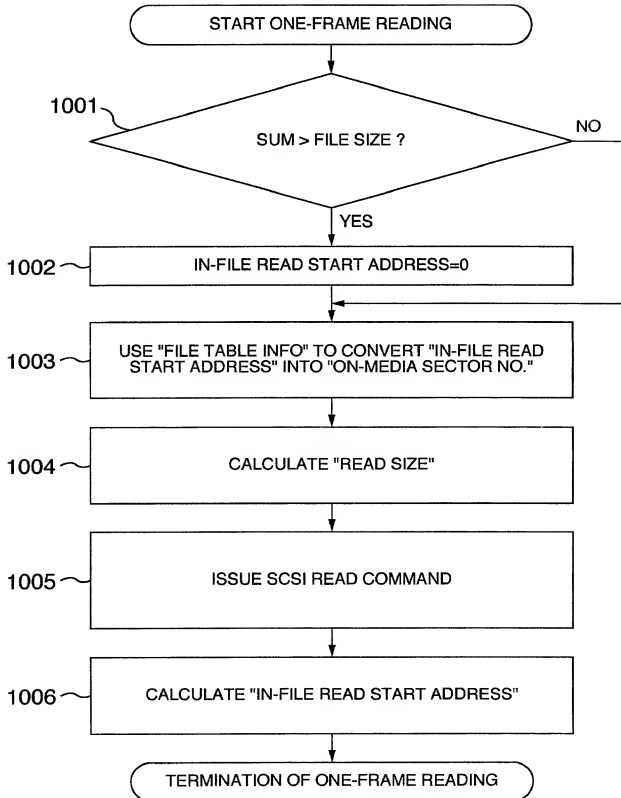 START ONE-FRAME READING
1001
SUM > FILE SIZE ?
NO
YES
1002
IN-FILE READ START ADDRESS=0
1003
USE "FILE TABLE INFO" TO CONVERT "IN-FILE READ
START ADDRESS" INTO "ON-MEDIA SECTOR NO."
1004
CALCULATE "READ SIZE"
1005
ISSUE SCSI READ COMMAND
1006
CALCULATE "IN-FILE READ START ADDRESS"
TERMINATION OF ONE-FRAME READING